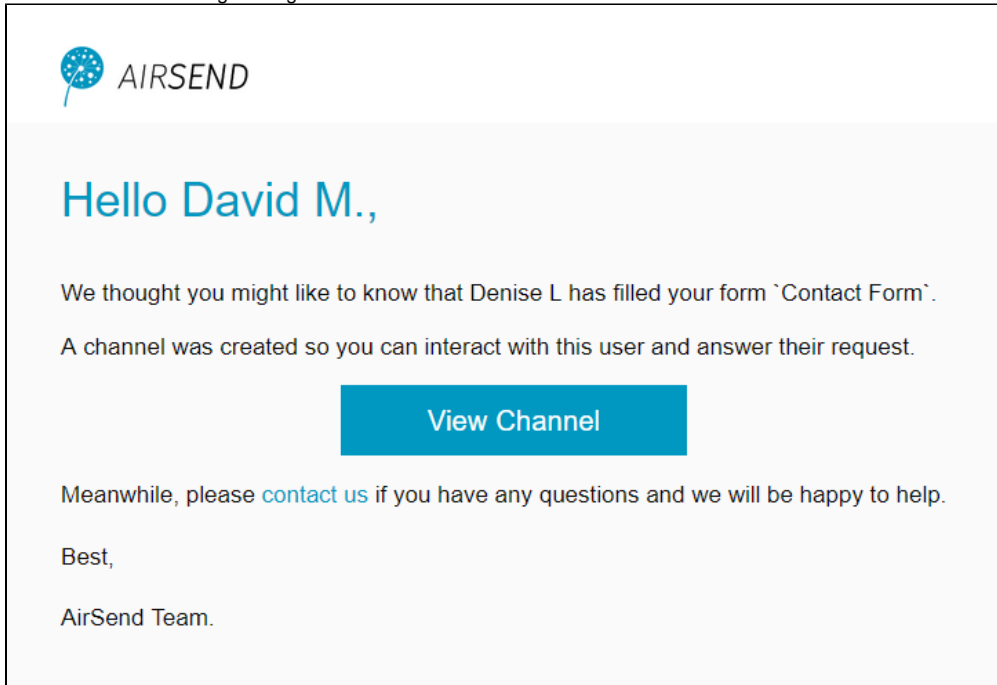 AIRSEND
Hello David M.,
We thought you might like to know that Denise L has filled your form `Contact Form`.
A channel was created so you can interact with this user and answer their request.
View Channel
Meanwhile, please contact us if you have any questions and we will be happy to help.
Best,
AirSend Team.